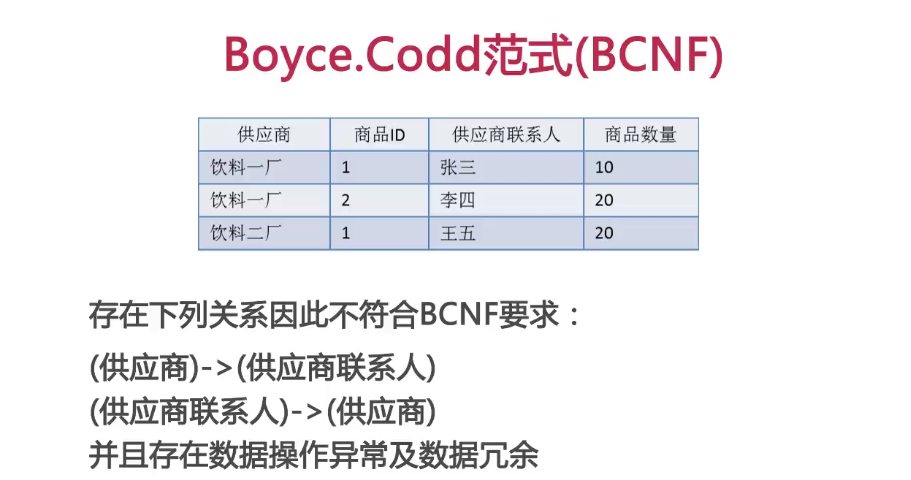 Boyce.Codd范式(BCNF)
供应商 商品ID 供应商联系人 商品数量
饮料一厂 1 张三 10
饮料一厂 2 李四 20
饮料二厂 1 王五 20
存在下列关系因此不符合BCNF要求：
(供应商)->(供应商联系人)
(供应商联系人)->(供应商)
并且存在数据操作异常及数据冗余